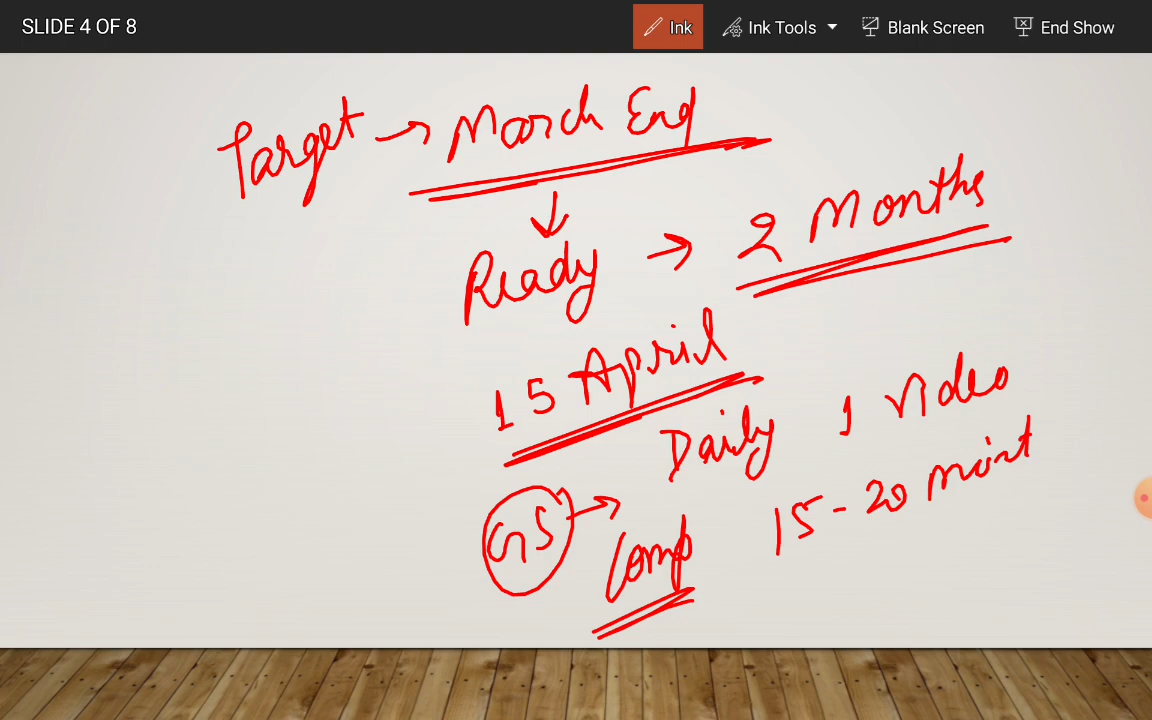 SLIDE 4 OF 8 Ink Ink Tools Blank Screen End Show
Target → March End
↓
Ready → 2 Months
15 April
Daily 1 Video
15-20 mint
GS → Comp